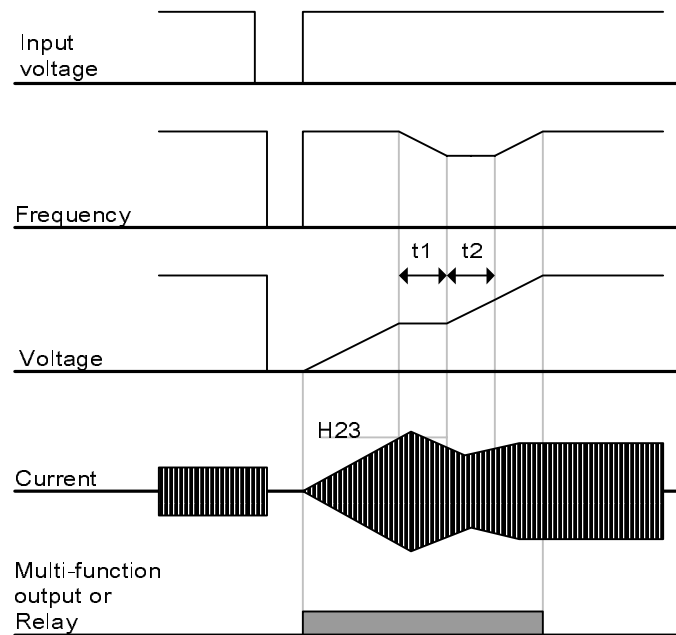 Input
voltage
Frequency
t1 t2
Voltage
H23
Current
Multi-function
output or
Relay